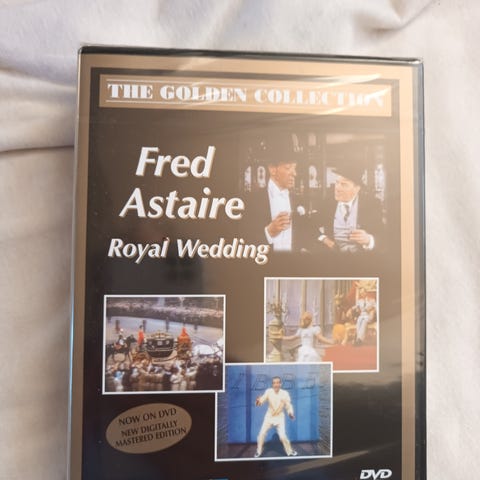 THE GOLDEN COLLECTION
Fred
Astaire
Royal Wedding
NOW ON DVD
NEW DIGITALLY
MASTERED EDITION
DVD